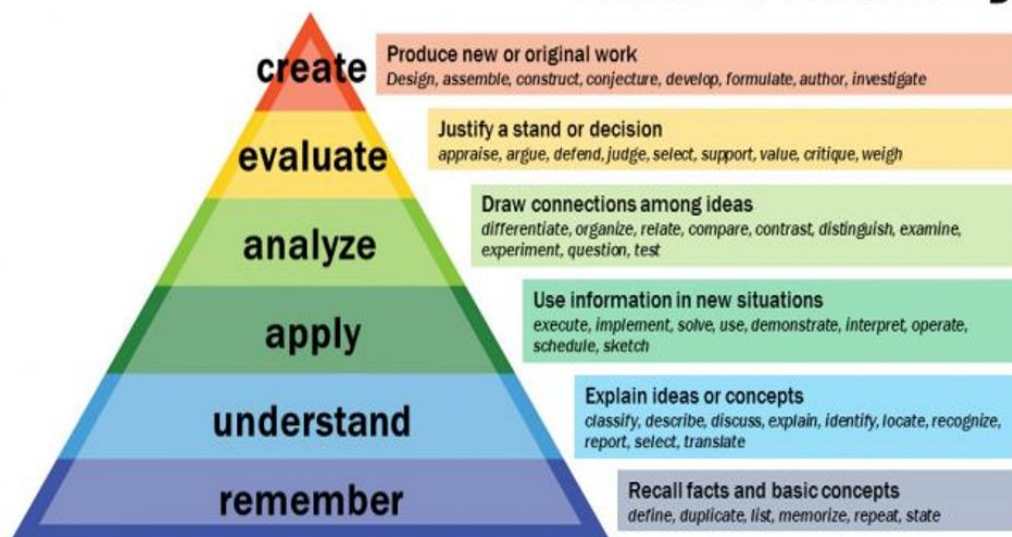 create
Produce new or original work
Design, assemble, construct, conjecture, develop, formulate, author, investigate
evaluate
Justify a stand or decision
appraise, argue, defend, judge, select, support, value, critique, weigh
analyze
Draw connections among ideas
differentiate, organize, relate, compare, contrast, distinguish, examine,
experiment, question, test
apply
Use information in new situations
execute, implement, solve, use, demonstrate, interpret, operate,
schedule, sketch
understand
Explain ideas or concepts
classify, describe, discuss, explain, identify, locate, recognize,
report, select, translate
remember
Recall facts and basic concepts
define, duplicate, list, memorize, repeat, state